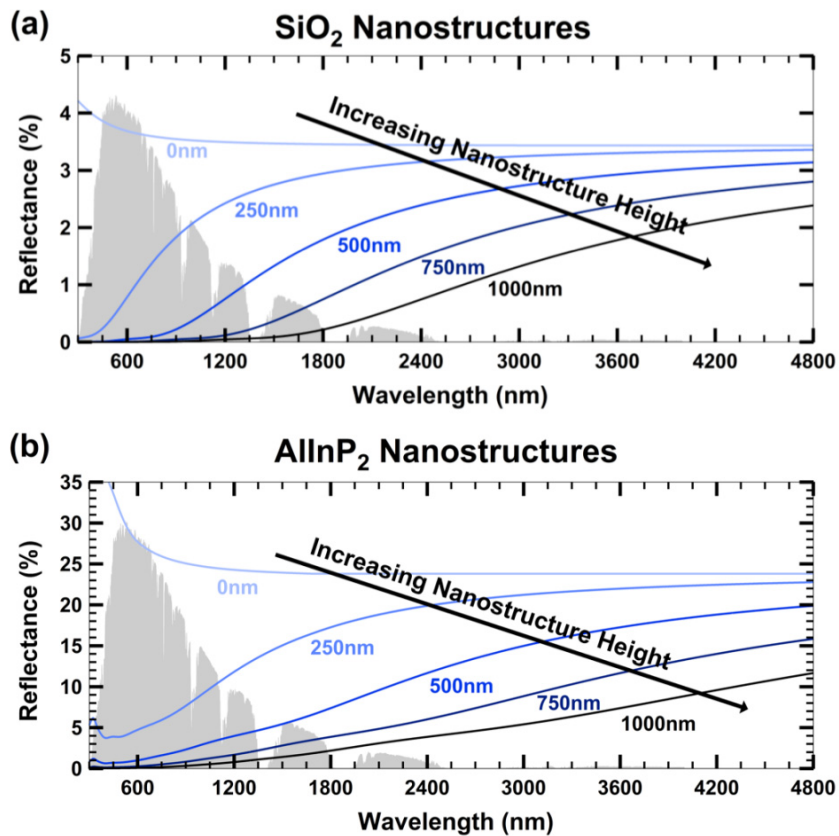 (a)
SiO₂ Nanostructures
5
4
3
2
1
0
Reflectance (%)
0nm
250nm
500nm
750nm
1000nm
Increasing Nanostructure Height
600 1200 1800 2400 3000 3600 4200 4800
Wavelength (nm)
(b)
AlInP₂ Nanostructures
35
30
25
20
15
10
5
0
Reflectance (%)
0nm
250nm
500nm
750nm
1000nm
Increasing Nanostructure Height
600 1200 1800 2400 3000 3600 4200 4800
Wavelength (nm)